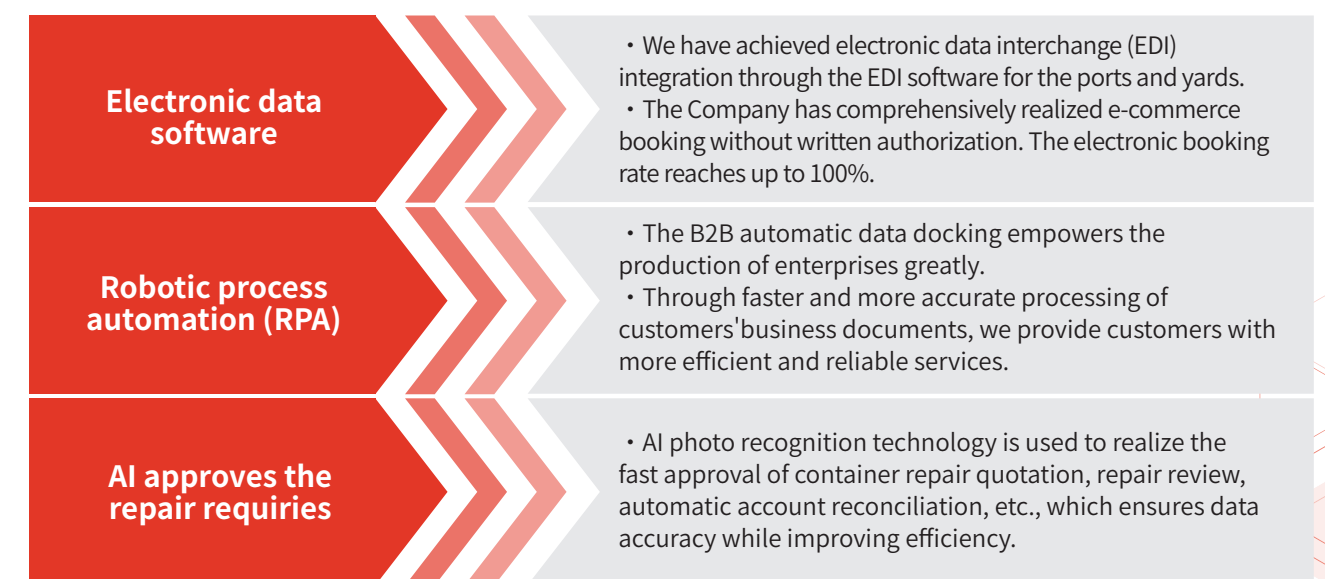 Electronic data
software
・We have achieved electronic data interchange (EDI)
integration through the EDI software for the ports and yards.
・The Company has comprehensively realized e-commerce
booking without written authorization. The electronic booking
rate reaches up to 100%.
Robotic process
automation (RPA)
・The B2B automatic data docking empowers the
production of enterprises greatly.
・Through faster and more accurate processing of
customers'business documents, we provide customers with
more efficient and reliable services.
AI approves the
repair requiries
・AI photo recognition technology is used to realize the
fast approval of container repair quotation, repair review,
automatic account reconciliation, etc., which ensures data
accuracy while improving efficiency.